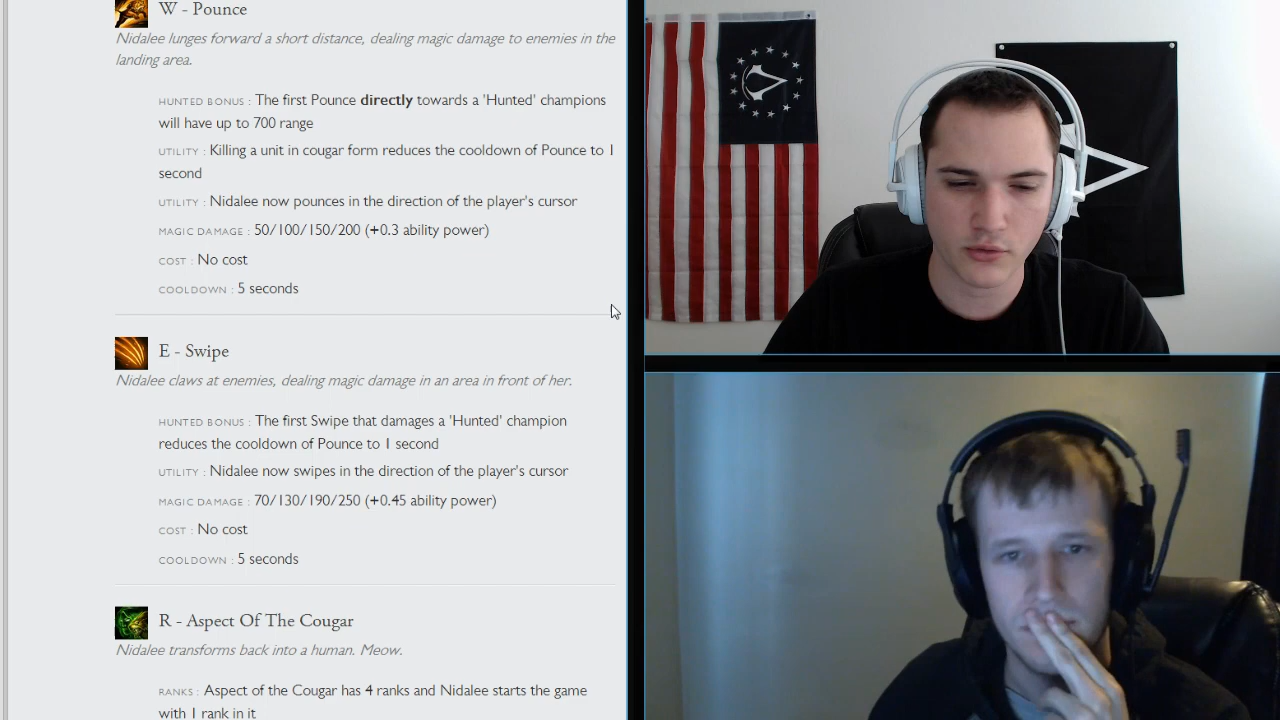 W - Pounce
Nidalee lunges forward a short distance, dealing magic damage to enemies in the
landing area.
HUNTED BONUS : The first Pounce directly towards a 'Hunted' champions
will have up to 700 range
UTILITY : Killing a unit in cougar form reduces the cooldown of Pounce to 1
second
UTILITY : Nidalee now pounces in the direction of the player's cursor
MAGIC DAMAGE : 50/100/150/200 (+0.3 ability power)
COST : No cost
COOLDOWN : 5 seconds
E - Swipe
Nidalee claws at enemies, dealing magic damage in an area in front of her.
HUNTED BONUS : The first Swipe that damages a 'Hunted' champion
reduces the cooldown of Pounce to 1 second
UTILITY : Nidalee now swipes in the direction of the player's cursor
MAGIC DAMAGE : 70/130/190/250 (+0.45 ability power)
COST : No cost
COOLDOWN : 5 seconds
R - Aspect Of The Cougar
Nidalee transforms back into a human. Meow.
RANKS : Aspect of the Cougar has 4 ranks and Nidalee starts the game
with 1 rank in it